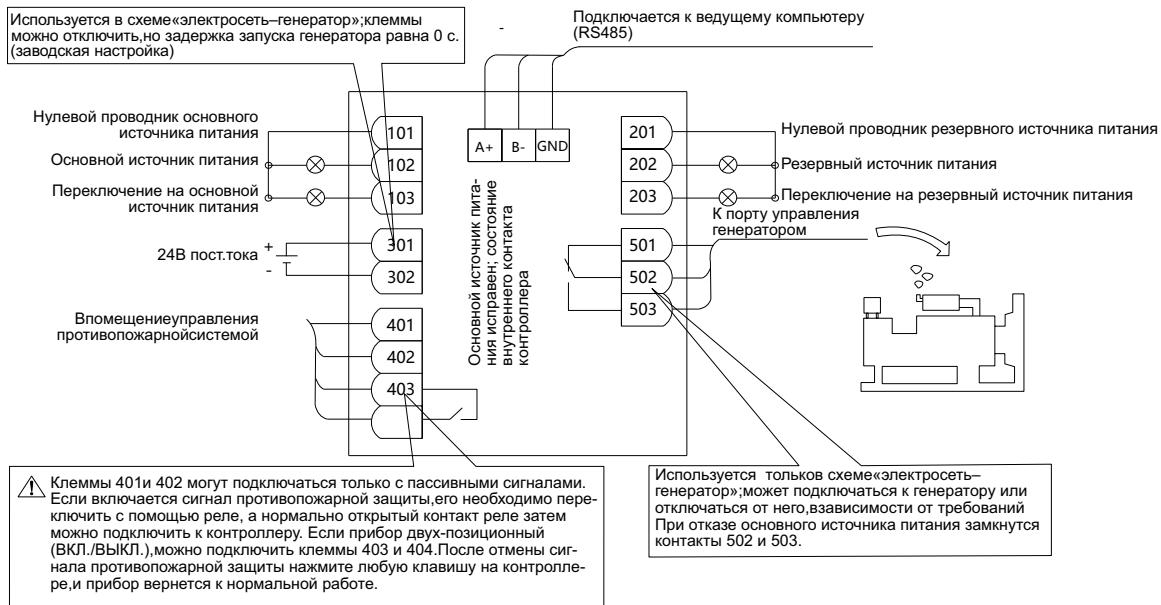 Используется в схеме«электросеть–генератор»;клеммы
можно отключить,но задержка запуска генератора равна 0 с.
(заводская настройка)
-
Подключается к ведущему компьютеру
(RS485)
Нулевой проводник основного
источника питания
Основной источник питания
Переключение на основной
источник питания
101
102
103
A+ B- GND
201
202
203
Нулевой проводник резервного источника питания
Резервный источник питания
Переключение на резервный источник питания
К порту управления
генератором
24В пост.тока
+
-
301
302
Основной источник пита-
ния исправен; состояние
внутреннего контакта
контроллера
501
502
503
Впомещениеуправления
противопожарнойсистемой
401
402
403
Клеммы 401и 402 могут подключаться только с пассивными сигналами.
Если включается сигнал противопожарной защиты,его необходимо пере-
ключить с помощью реле, а нормально открытый контакт реле затем
можно подключить к контроллеру. Если прибор двух-позиционный
(ВКЛ./ВЫКЛ.),можно подключить клеммы 403 и 404.После отмены сиг-
нала противопожарной защиты нажмите любую клавишу на контролле-
ре,и прибор вернется к нормальной работе.
Используется тольков схеме«электросеть–
генератор»;может подключаться к генератору или
отключаться от него,взависимости от требований
При отказе основного источника питания замкнутся
контакты 502 и 503.